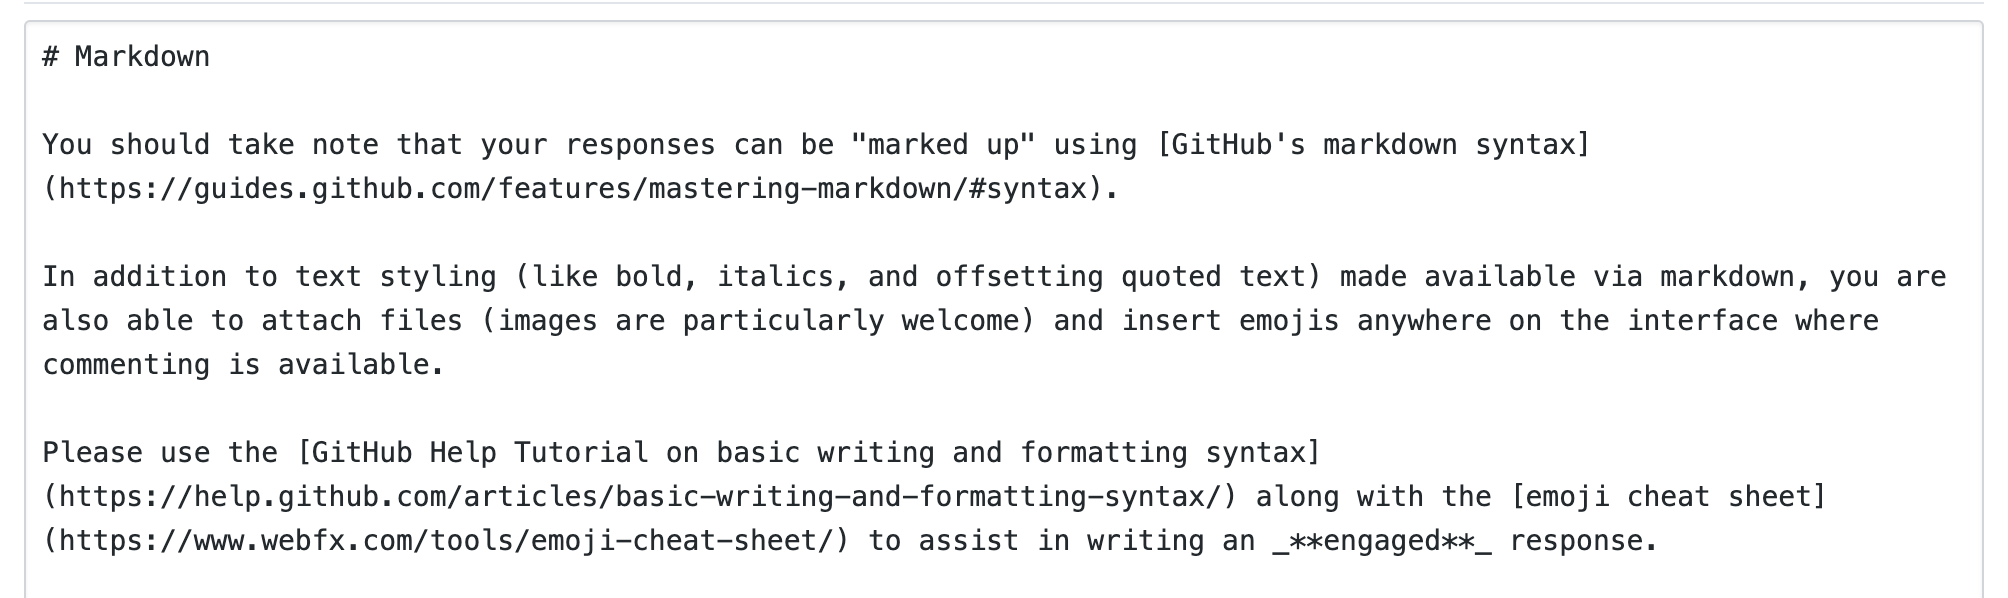 # Markdown
You should take note that your responses can be "marked up" using [GitHub's markdown syntax]
(https://guides.github.com/features/mastering-markdown/#syntax).
In addition to text styling (like bold, italics, and offsetting quoted text) made available via markdown, you are
also able to attach files (images are particularly welcome) and insert emojis anywhere on the interface where
commenting is available.
Please use the [GitHub Help Tutorial on basic writing and formatting syntax]
(https://help.github.com/articles/basic-writing-and-formatting-syntax/) along with the [emoji cheat sheet]
(https://www.webfx.com/tools/emoji-cheat-sheet/) to assist in writing an _**engaged**_ response.